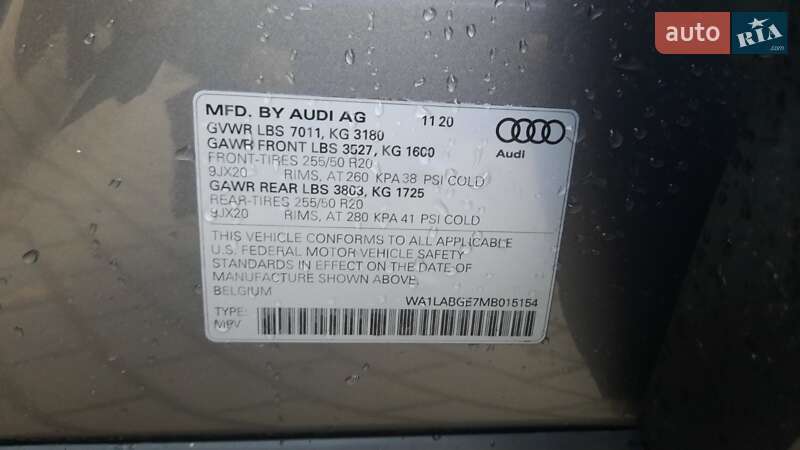 auto RIA.com
MFD. BY AUDI AG 11 20
GVWR LBS 7011, KG 3180
GAWR FRONT LBS 3527, KG 1600
FRONT-TIRES 255/50 R20
9JX20 RIMS, AT 260 KPA 38 PSI COLD
GAWR REAR LBS 3803, KG 1725
REAR-TIRES 255/50 R20
9JX20 RIMS, AT 280 KPA 41 PSI COLD
Audi
THIS VEHICLE CONFORMS TO ALL APPLICABLE
U.S. FEDERAL MOTOR VEHICLE SAFETY
STANDARDS IN EFFECT ON THE DATE OF
MANUFACTURE SHOWN ABOVE.
BELGIUM
WA1LABGE7MB015154
TYPE:
MPV